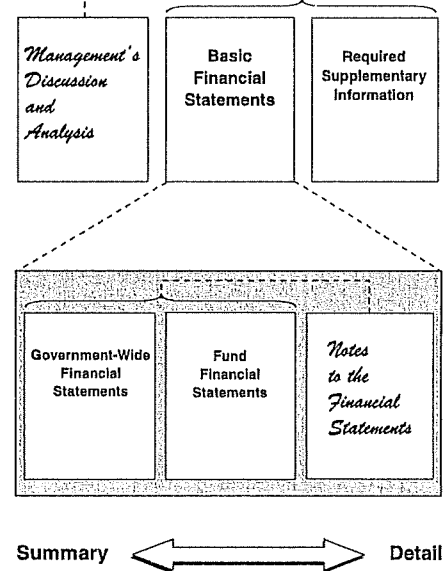 Management's
Discussion
and
Analysis
Basic
Financial
Statements
Required
Supplementary
Information
Government-Wide
Financial
Statements
Fund
Financial
Statements
Notes
to the
Financial
Statements
Summary
Detail